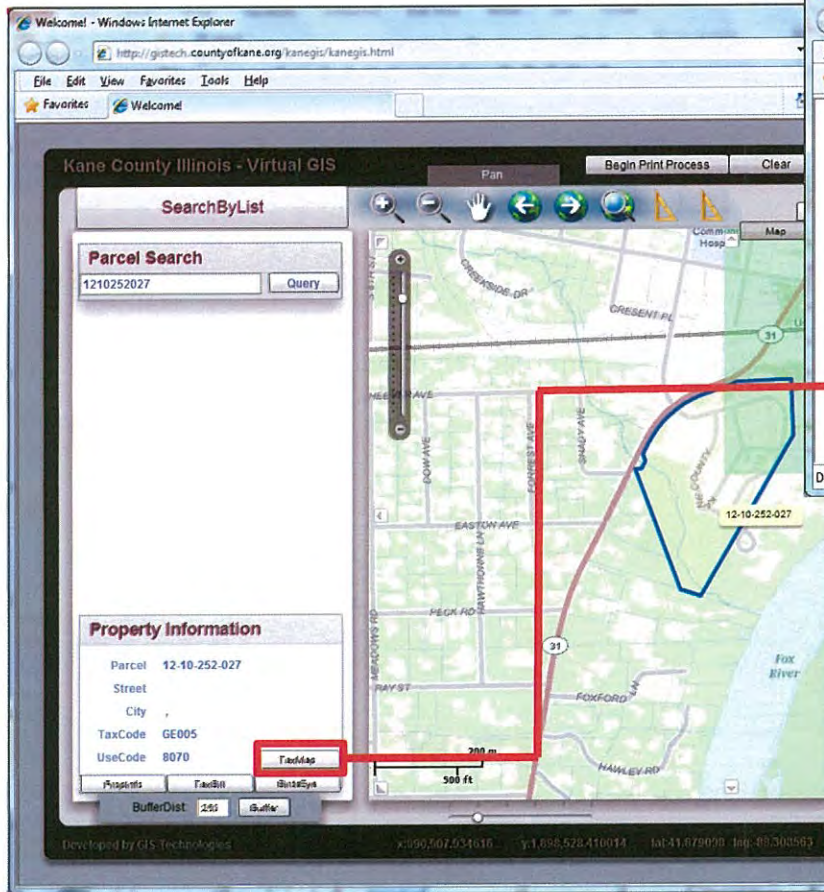 Welcome! - Windows Internet Explorer
http://gistech.countyofkane.org/kanegis/kanegis.html
File Edit View Favorites Tools Help
Favorites Welcome!
Kane County Illinois - Virtual GIS
Pan
Begin Print Process
Clear
SearchByList
Map
Parcel Search
1210252027
Query
Hosp
CREEKSIDE DR
CRESENT PL
31
DOW AVE
FORREST AVE
SHADY AVE
12-10-252-027
EASTON AVE
HAWTHORNE LN
PECK RD
MEADOWS RD
31
RAY ST
FOXFORD LN
Fox
River
HAWLEY RD
200 m
500 ft
Property Information
Parcel 12-10-252-027
Street
City ,
TaxCode GE005
UseCode 8070
TaxMap
TaxBill
BirdsEye
BufferDist
Buffer
Developed by GIS Technologies
D